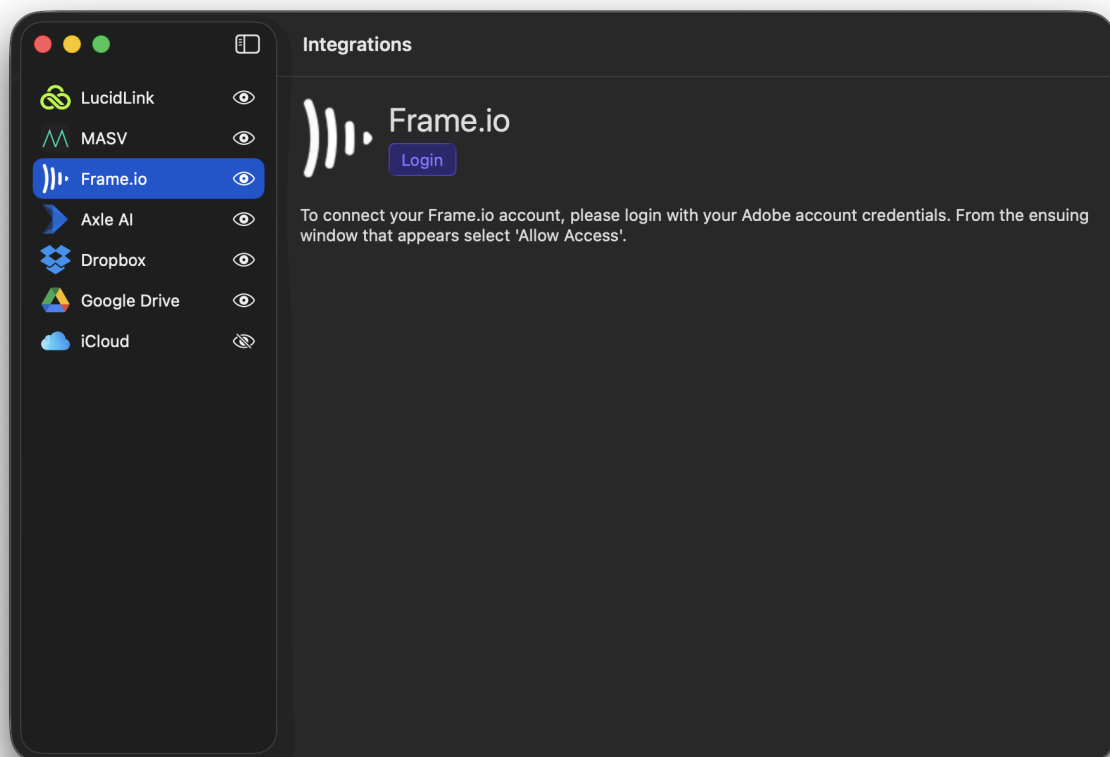 Integrations
LucidLink
MASV
Frame.io
Axle AI
Dropbox
Google Drive
iCloud
Frame.io
Login
To connect your Frame.io account, please login with your Adobe account credentials. From the ensuing
window that appears select 'Allow Access'.